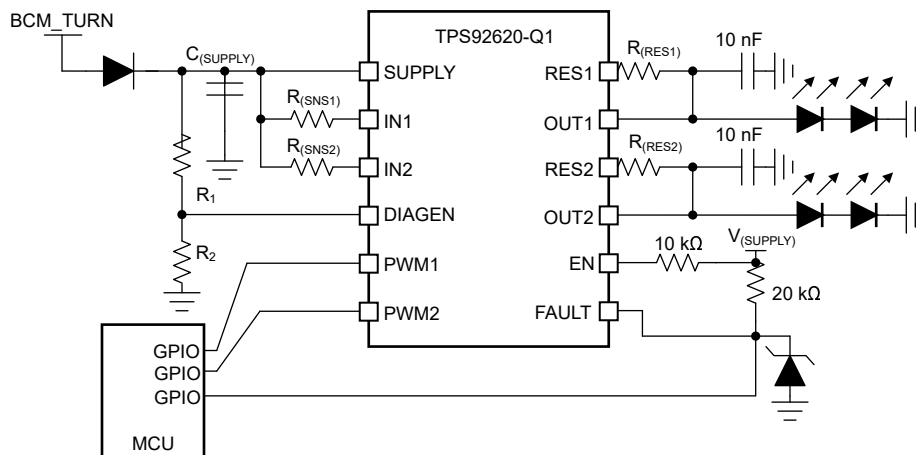 BCM_TURN
TPS92620-Q1
C(SUPPLY)
R(RES1)
10 nF
SUPPLY
RES1
R(SNS1)
IN1
OUT1
R(SNS2)
R(RES2)
10 nF
IN2
RES2
R1
DIAGEN
OUT2
R2
V(SUPPLY)
10 kΩ
PWM1
EN
20 kΩ
PWM2
FAULT
GPIO
GPIO
GPIO
MCU